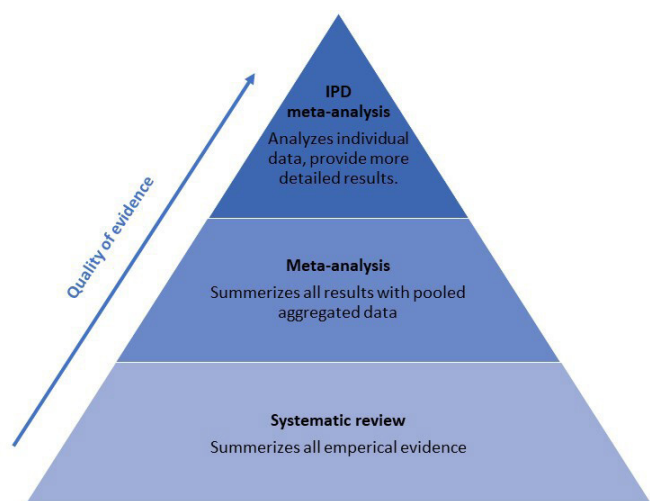 IPD
meta-analysis
Analyzes individual
data, provide more
detailed results.
Quality of evidence
Meta-analysis
Summerizes all results with pooled
aggregated data
Systematic review
Summerizes all emperical evidence